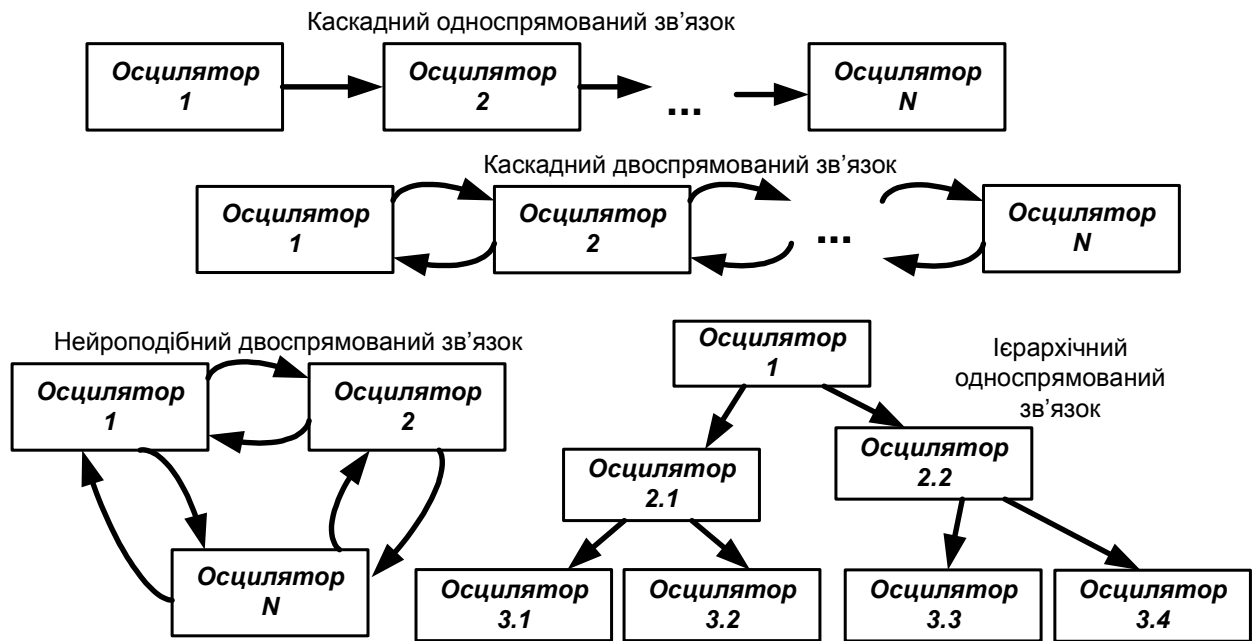 Каскадний односпрямований зв’язок
Осцилятор
1
Осцилятор
2
...
Осцилятор
N
Каскадний двоспрямований зв’язок
Осцилятор
1
Осцилятор
2
...
Осцилятор
N
Нейроподібний двоспрямований зв’язок
Осцилятор
1
Осцилятор
2
Осцилятор
N
Ієрархічний
односпрямований
зв’язок
Осцилятор
1
Осцилятор
2.1
Осцилятор
2.2
Осцилятор
3.1
Осцилятор
3.2
Осцилятор
3.3
Осцилятор
3.4